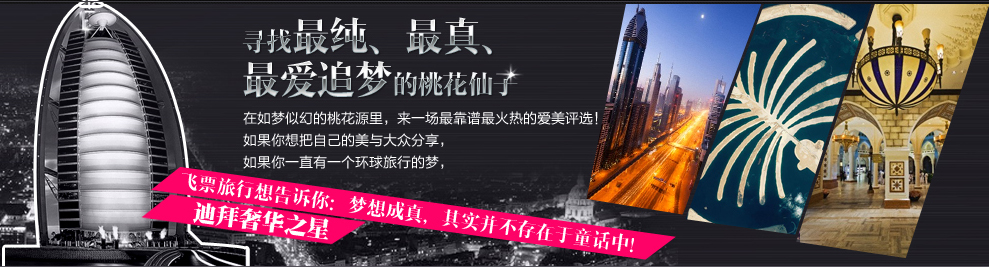 寻找最纯、最真、
最爱追梦的桃花仙子
在如梦似幻的桃花源里，来一场最靠谱最火热的爱美评选！
如果你想把自己的美与大众分享，
如果你一直有一个环球旅行的梦，
飞票旅行想告诉你：梦想成真，其实并不存在于童话中！
迪拜奢华之星